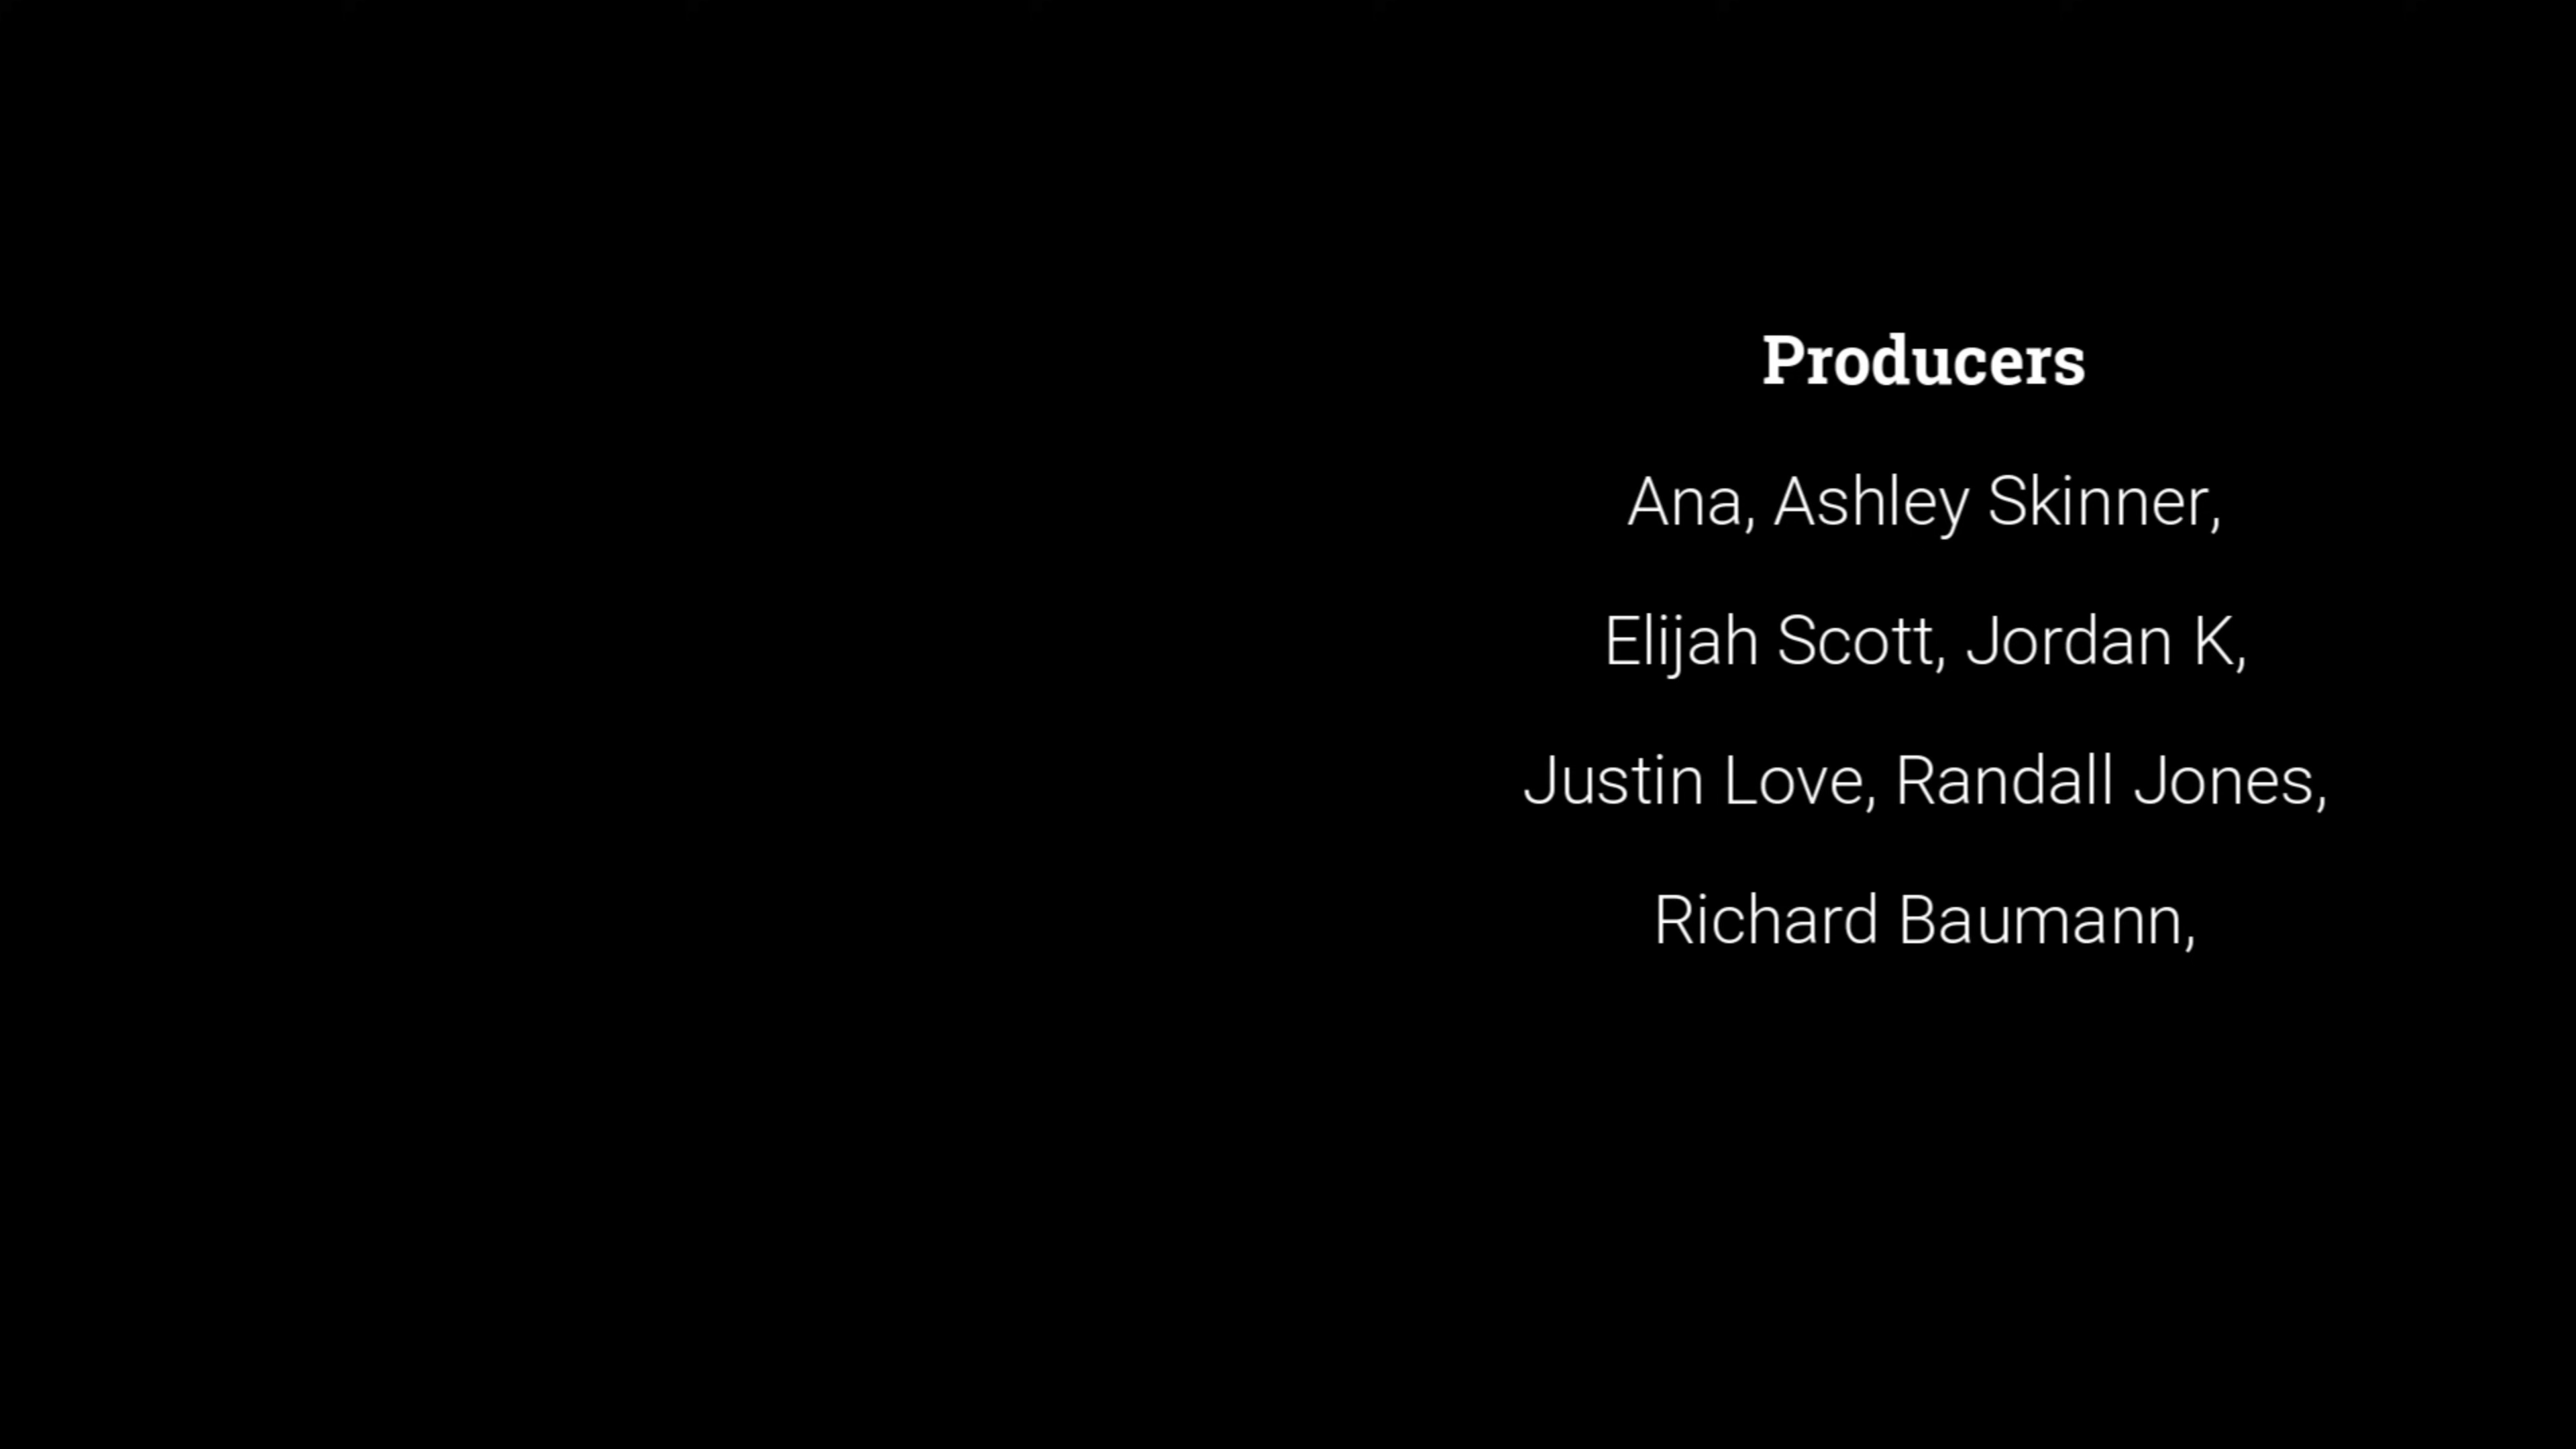 Producers
Ana, Ashley Skinner,
Elijah Scott, Jordan K,
Justin Love, Randall Jones,
Richard Baumann,